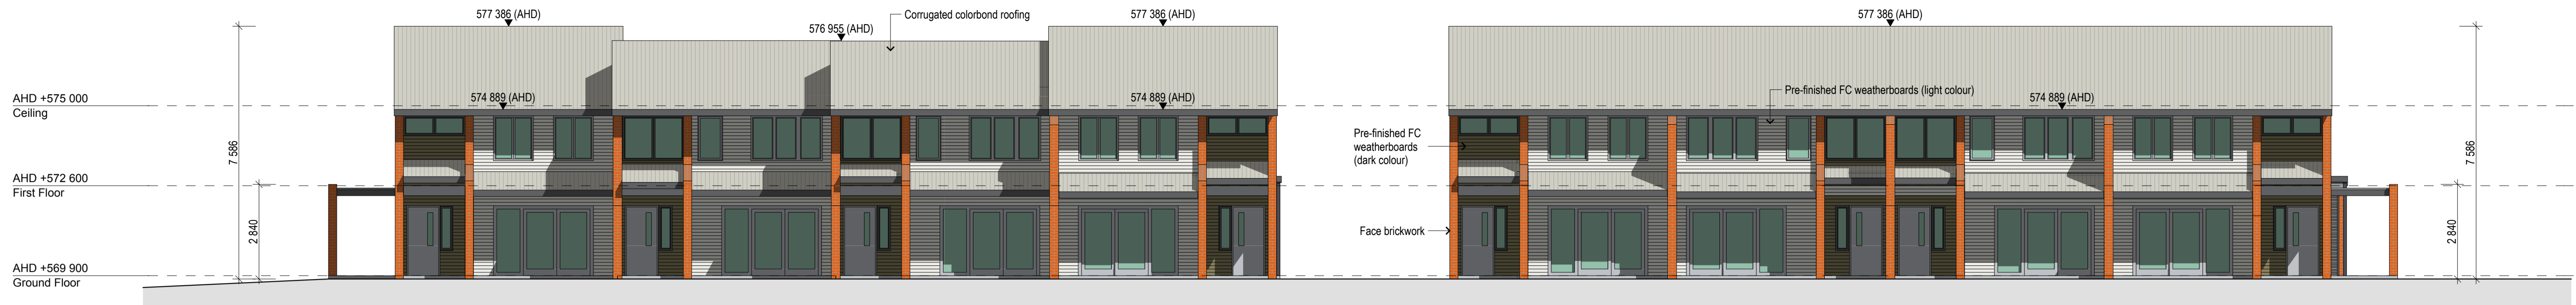 577 386 (AHD)
576 955 (AHD)
Corrugated colorbond roofing
577 386 (AHD)
577 386 (AHD)
AHD +575 000
Ceiling
574 889 (AHD)
574 889 (AHD)
Pre-finished FC weatherboards (light colour)
574 889 (AHD)
7 586
Pre-finished FC
weatherboards
(dark colour)
7 586
AHD +572 600
First Floor
2 840
Face brickwork
2 840
AHD +569 900
Ground Floor